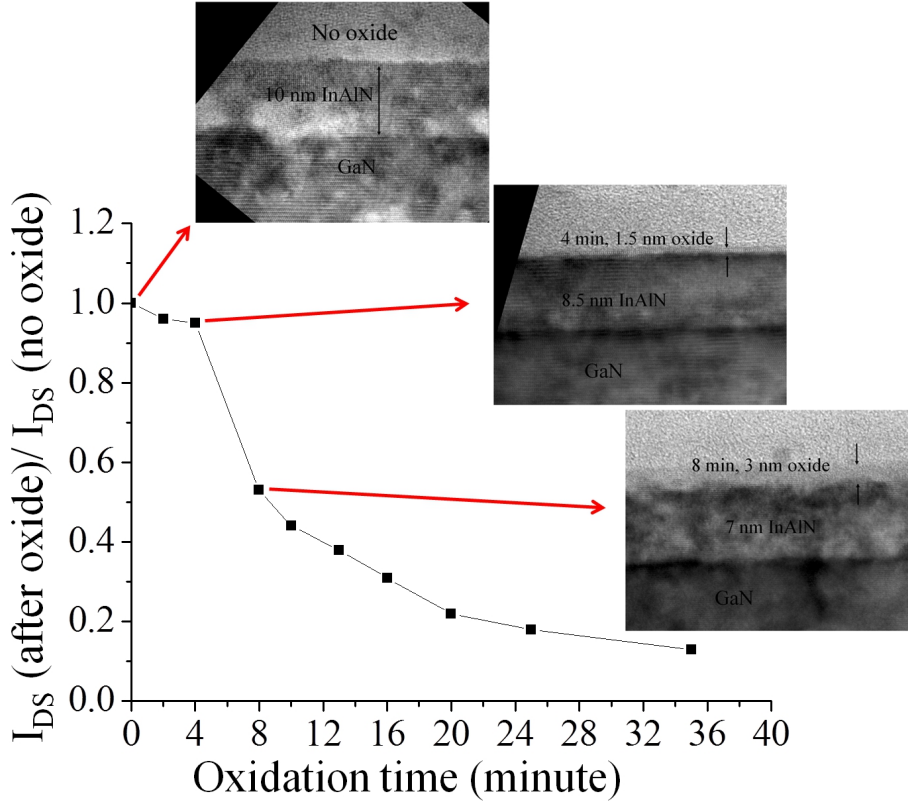 No oxide
10 nm InAlN
GaN
4 min, 1.5 nm oxide
8.5 nm InAlN
GaN
8 min, 3 nm oxide
7 nm InAlN
GaN
I_DS (after oxide)/ I_DS (no oxide)
1.2
1.0
0.8
0.6
0.4
0.2
0.0
0 4 8 12 16 20 24 28 32 36 40
Oxidation time (minute)